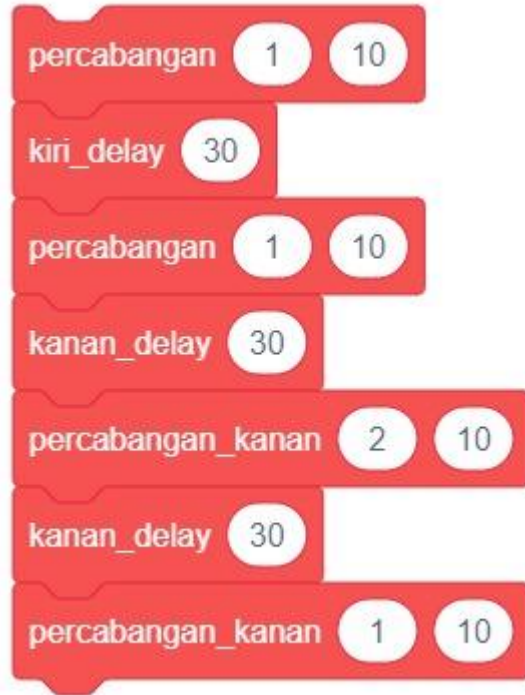 percabangan 1 10
kiri_delay 30
percabangan 1 10
kanan_delay 30
percabangan_kanan 2 10
kanan_delay 30
percabangan_kanan 1 10